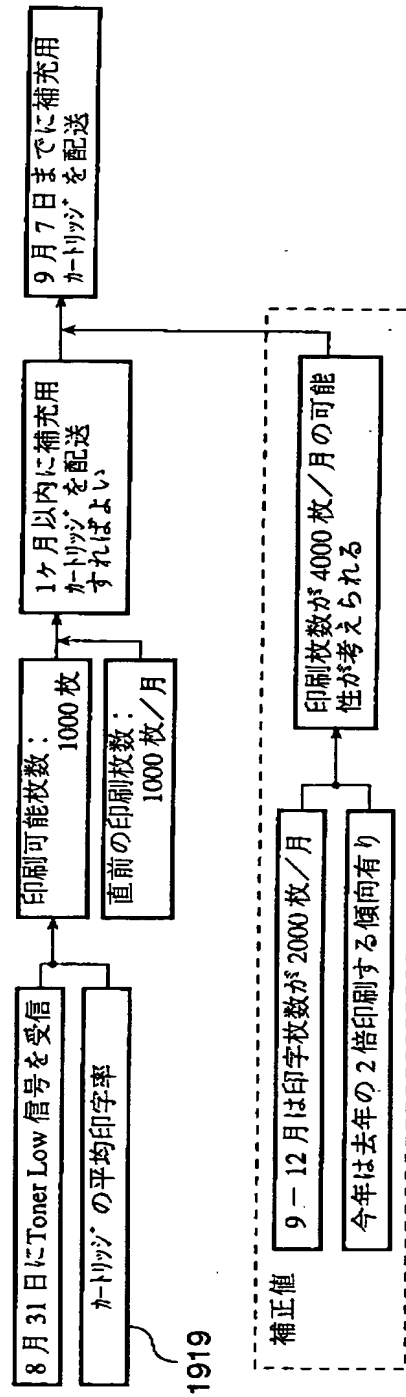 8月31日にToner Low信号を受信
カートリッジの平均印字率
1919
印刷可能枚数：
1000枚
直前の印刷枚数：
1000枚／月
1ケ月以内に補充用
カートリッジを配送
すればよい
9月7日までに補充用
カートリッジを配送
補正値
9－12月は印字枚数が2000枚／月
今年は去年の2倍印刷する傾向有り
印刷枚数が4000枚／月の可能
性が考えられる